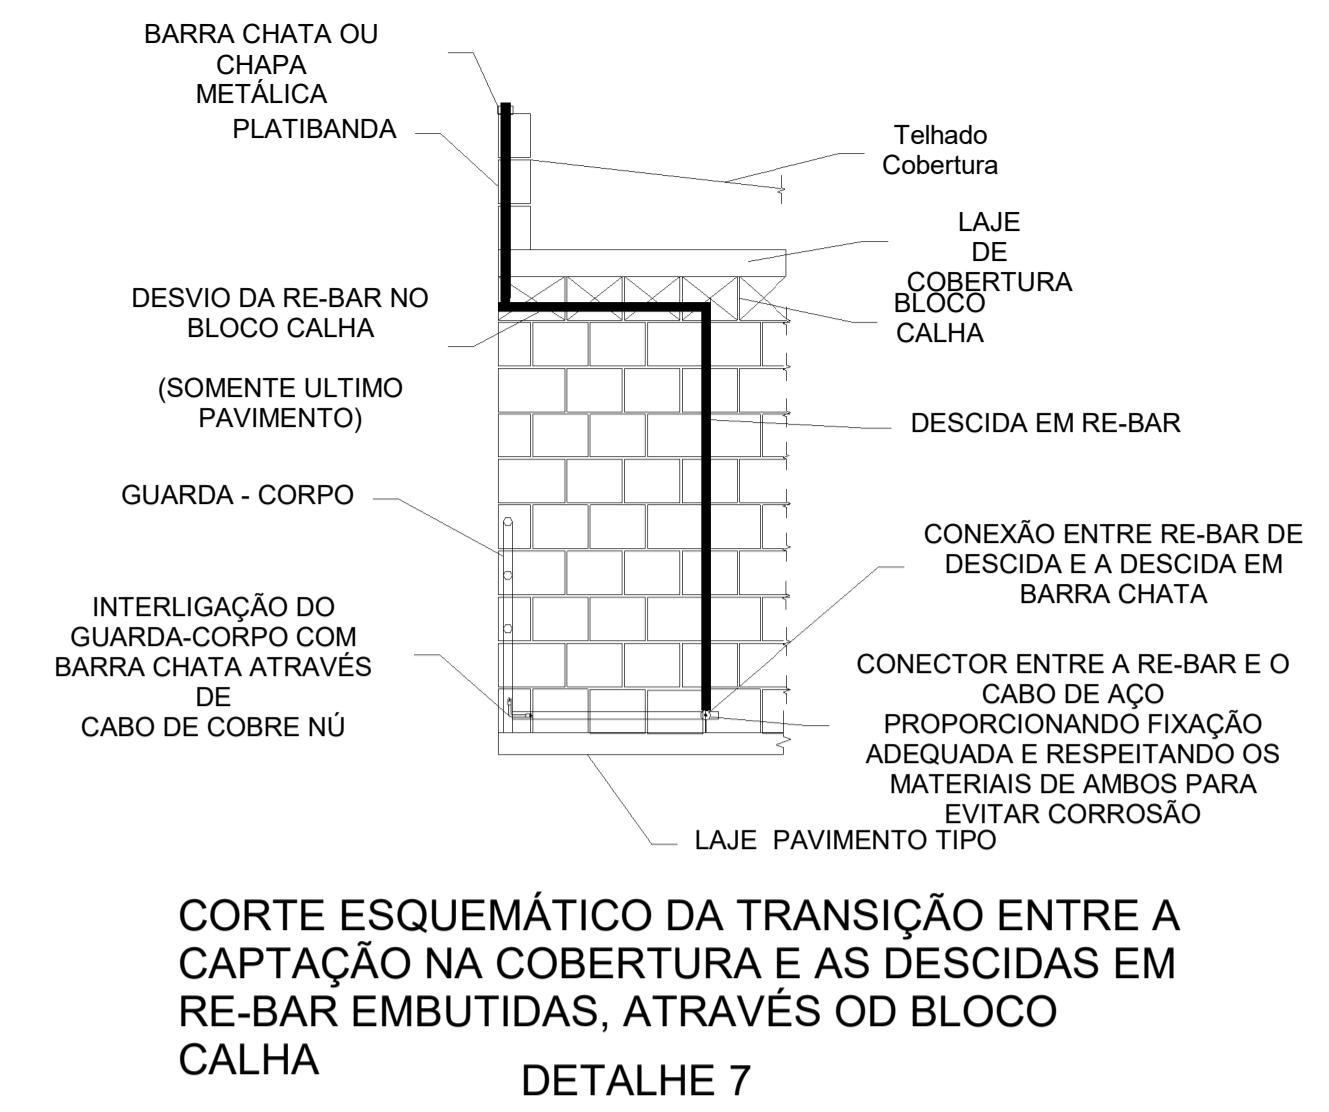 BARRA CHATA OU
CHAPA
METÁLICA
PLATIBANDA
Telhado
Cobertura
LAJE
DE
COBERTURA
BLOCO
CALHA
DESVIO DA RE-BAR NO
BLOCO CALHA
(SOMENTE ULTIMO
PAVIMENTO)
DESCIDA EM RE-BAR
GUARDA - CORPO
CONEXÃO ENTRE RE-BAR DE
DESCIDA E A DESCIDA EM
BARRA CHATA
INTERLIGAÇÃO DO
GUARDA-CORPO COM
BARRA CHATA ATRAVÉS
DE
CABO DE COBRE NÚ
CONECTOR ENTRE A RE-BAR E O
CABO DE AÇO
PROPORCIONANDO FIXAÇÃO
ADEQUADA E RESPEITANDO OS
MATERIAIS DE AMBOS PARA
EVITAR CORROSÃO
LAJE PAVIMENTO TIPO
CORTE ESQUEMÁTICO DA TRANSIÇÃO ENTRE A
CAPTAÇÃO NA COBERTURA E AS DESCIDAS EM
RE-BAR EMBUTIDAS, ATRAVÉS OD BLOCO
CALHA
DETALHE 7